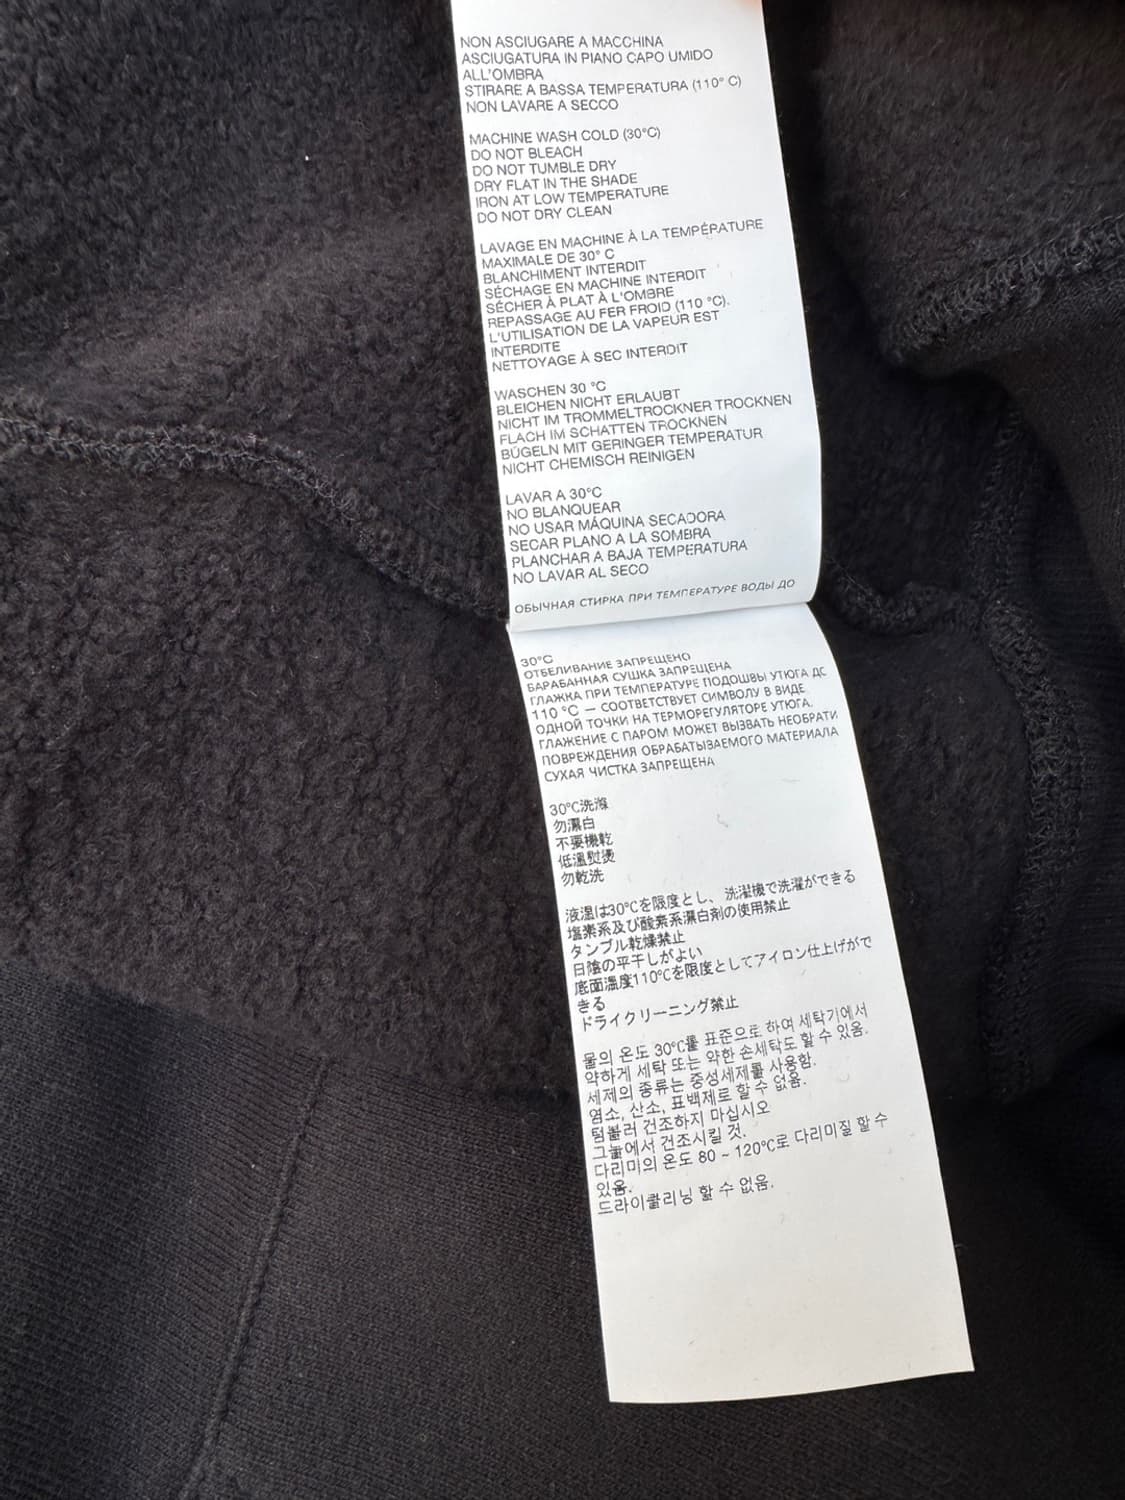 NON ASCIUGARE A MACCHINA
ASCIUGATURA IN PIANO CAPO UMIDO
ALL'OMBRA
STIRARE A BASSA TEMPERATURA (110° C)
NON LAVARE A SECCO
MACHINE WASH COLD (30°C)
DO NOT BLEACH
DO NOT TUMBLE DRY
DRY FLAT IN THE SHADE
IRON AT LOW TEMPERATURE
DO NOT DRY CLEAN
LAVAGE EN MACHINE À LA TEMPÉRATURE
MAXIMALE DE 30° C
BLANCHIMENT INTERDIT
SÉCHAGE EN MACHINE INTERDIT
SÉCHER À PLAT À L'OMBRE
REPASSAGE AU FER FROID (110 °C).
L'UTILISATION DE LA VAPEUR EST
INTERDITE
NETTOYAGE À SEC INTERDIT
WASCHEN 30 °C
BLEICHEN NICHT ERLAUBT
NICHT IM TROMMELTROCKNER TROCKNEN
FLACH IM SCHATTEN TROCKNEN
BÜGELN MIT GERINGER TEMPERATUR
NICHT CHEMISCH REINIGEN
LAVAR A 30°C
NO BLANQUEAR
NO USAR MÁQUINA SECADORA
SECAR PLANO A LA SOMBRA
PLANCHAR A BAJA TEMPERATURA
NO LAVAR AL SECO
ОБЫЧНАЯ СТИРКА ПРИ ТЕМПЕРАТУРЕ ВОДЫ ДО
30°C
ОТБЕЛИВАНИЕ ЗАПРЕЩЕНО
БАРАБАННАЯ СУШКА ЗАПРЕЩЕНА
ГЛАЖКА ПРИ ТЕМПЕРАТУРЕ ПОДОШВЫ УТЮГА ДО
110 °C — СООТВЕТСТВУЕТ СИМВОЛУ В ВИДЕ
ОДНОЙ ТОЧКИ НА ТЕРМОРЕГУЛЯТОРЕ УТЮГА.
ГЛАЖЕНИЕ С ПАРОМ МОЖЕТ ВЫЗВАТЬ НЕОБРАТИ
ПОВРЕЖДЕНИЯ ОБРАБАТЫВАЕМОГО МАТЕРИАЛА
СУХАЯ ЧИСТКА ЗАПРЕЩЕНА
30°C洗滌
勿漂白
不要機乾
低溫熨燙
勿乾洗
液温は30°Cを限度とし、洗濯機で洗濯ができる
塩素系及び酸素系漂白剤の使用禁止
タンブル乾燥禁止
日陰の平干しがよい
底面温度110°Cを限度としてアイロン仕上げがで
きる
ドライクリーニング禁止
물의 온도 30°C를 표준으로 하여 세탁기에서
약하게 세탁 또는 약한 손세탁도 할 수 있음.
세제의 종류는 중성세제를 사용함.
염소, 산소, 표백제로 할 수 없음.
텀블러 건조하지 마십시오
그늘에서 건조시킬 것.
다리미의 온도 80 ~ 120°C로 다리미질 할 수
있음.
드라이클리닝 할 수 없음.